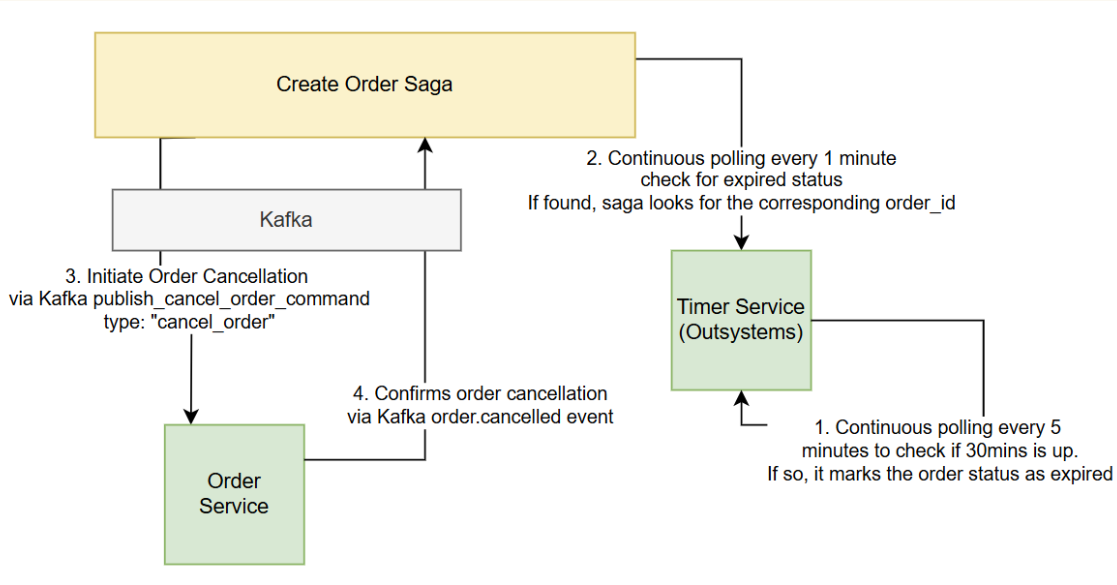 Create Order Saga
2. Continuous polling every 1 minute
check for expired status
If found, saga looks for the corresponding order_id
Kafka
3. Initiate Order Cancellation
via Kafka publish_cancel_order_command
type: "cancel_order"
Timer Service
(Outsystems)
4. Confirms order cancellation
via Kafka order.cancelled event
1. Continuous polling every 5
minutes to check if 30mins is up.
If so, it marks the order status as expired
Order
Service